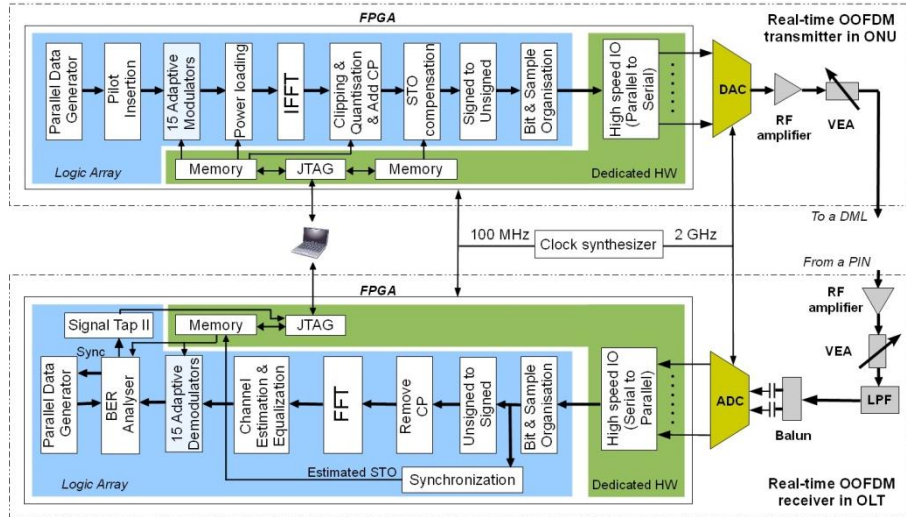 FPGA
Real-time OOFDM
transmitter in ONU
Parallel Data
Generator
Pilot
Insertion
15 Adaptive
Modulators
Power loading
IFFT
Clipping &
Quantisation
& Add CP
STO
compensation
Signed to
Unsigned
Bit & Sample
Organisation
High speed IO
(Parallel to
Serial)
DAC
RF
amplifier
VEA
Logic Array
Memory
JTAG
Memory
Dedicated HW
To a DML
100 MHz
Clock synthesizer
2 GHz
From a PIN
FPGA
RF
amplifier
Signal Tap II
Memory
JTAG
Sync
VEA
Parallel Data
Generator
BER
Analyser
15 Adaptive
Demodulators
Channel
Estimation &
Equalization
FFT
Remove
CP
Unsigned to
Signed
Bit & Sample
Organisation
High speed IO
(Serial to
Parallel)
ADC
LPF
Balun
Estimated STO
Synchronization
Logic Array
Dedicated HW
Real-time OOFDM
receiver in OLT